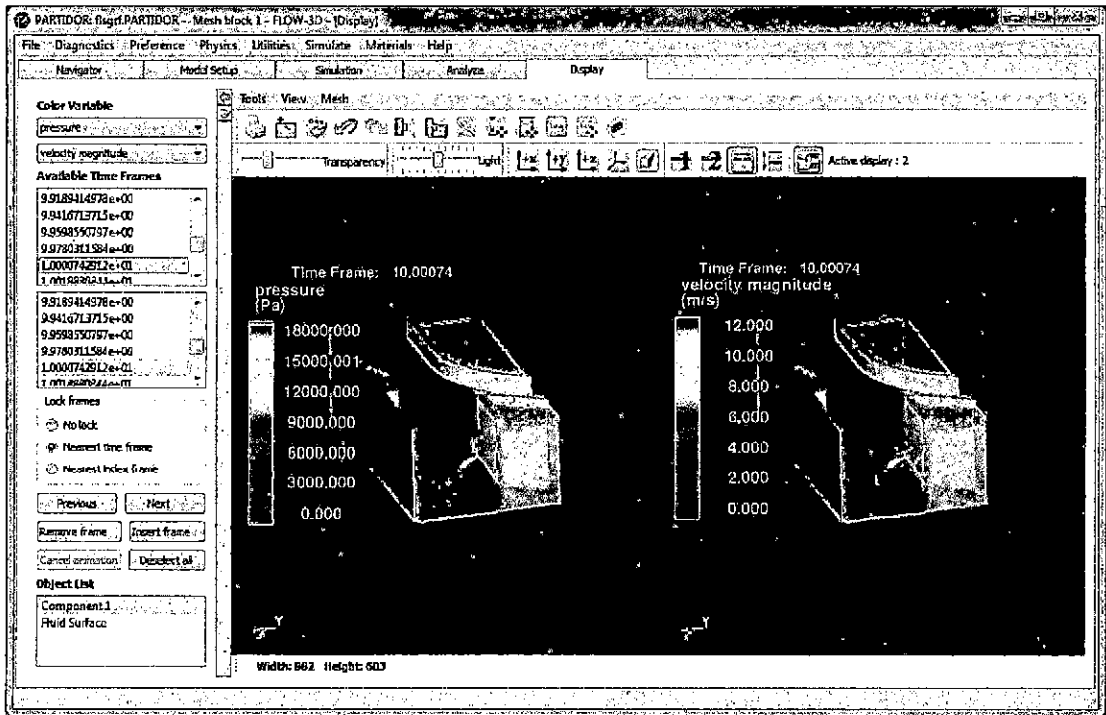 PARTIDOR: flsgrf.PARTIDOR -- Mesh block 1 - FLOW-3D - [Display]
File Diagnostics Preference Physics Utilities Simulate Materials Help
Navigator Model Setup Simulation Analyze Display
Tools View Mesh
Transparency Light Active display : 2
Color Variable
pressure
velocity magnitude
Available Time Frames
9.9189414978e+00
9.9416713715e+00
9.9598550797e+00
9.9780311584e+00
1.0000742912e+01
9.9189414978e+00
9.9416713715e+00
9.9598550797e+00
9.9780311584e+00
1.0000742912e+01
Lock frames
No lock
Nearest time frame
Nearest index frame
Previous Next
Remove frame Insert frame
Cancel animation Deselect all
Object List
Component 1
Fluid Surface
Time Frame: 10.00074
pressure
(Pa)
18000.000
15000.001
12000.000
9000.000
6000.000
3000.000
0.000
Y
Time Frame: 10.00074
velocity magnitude
(m/s)
12.000
10.000
8.000
6.000
4.000
2.000
0.000
Y
Width: 982 Height: 603